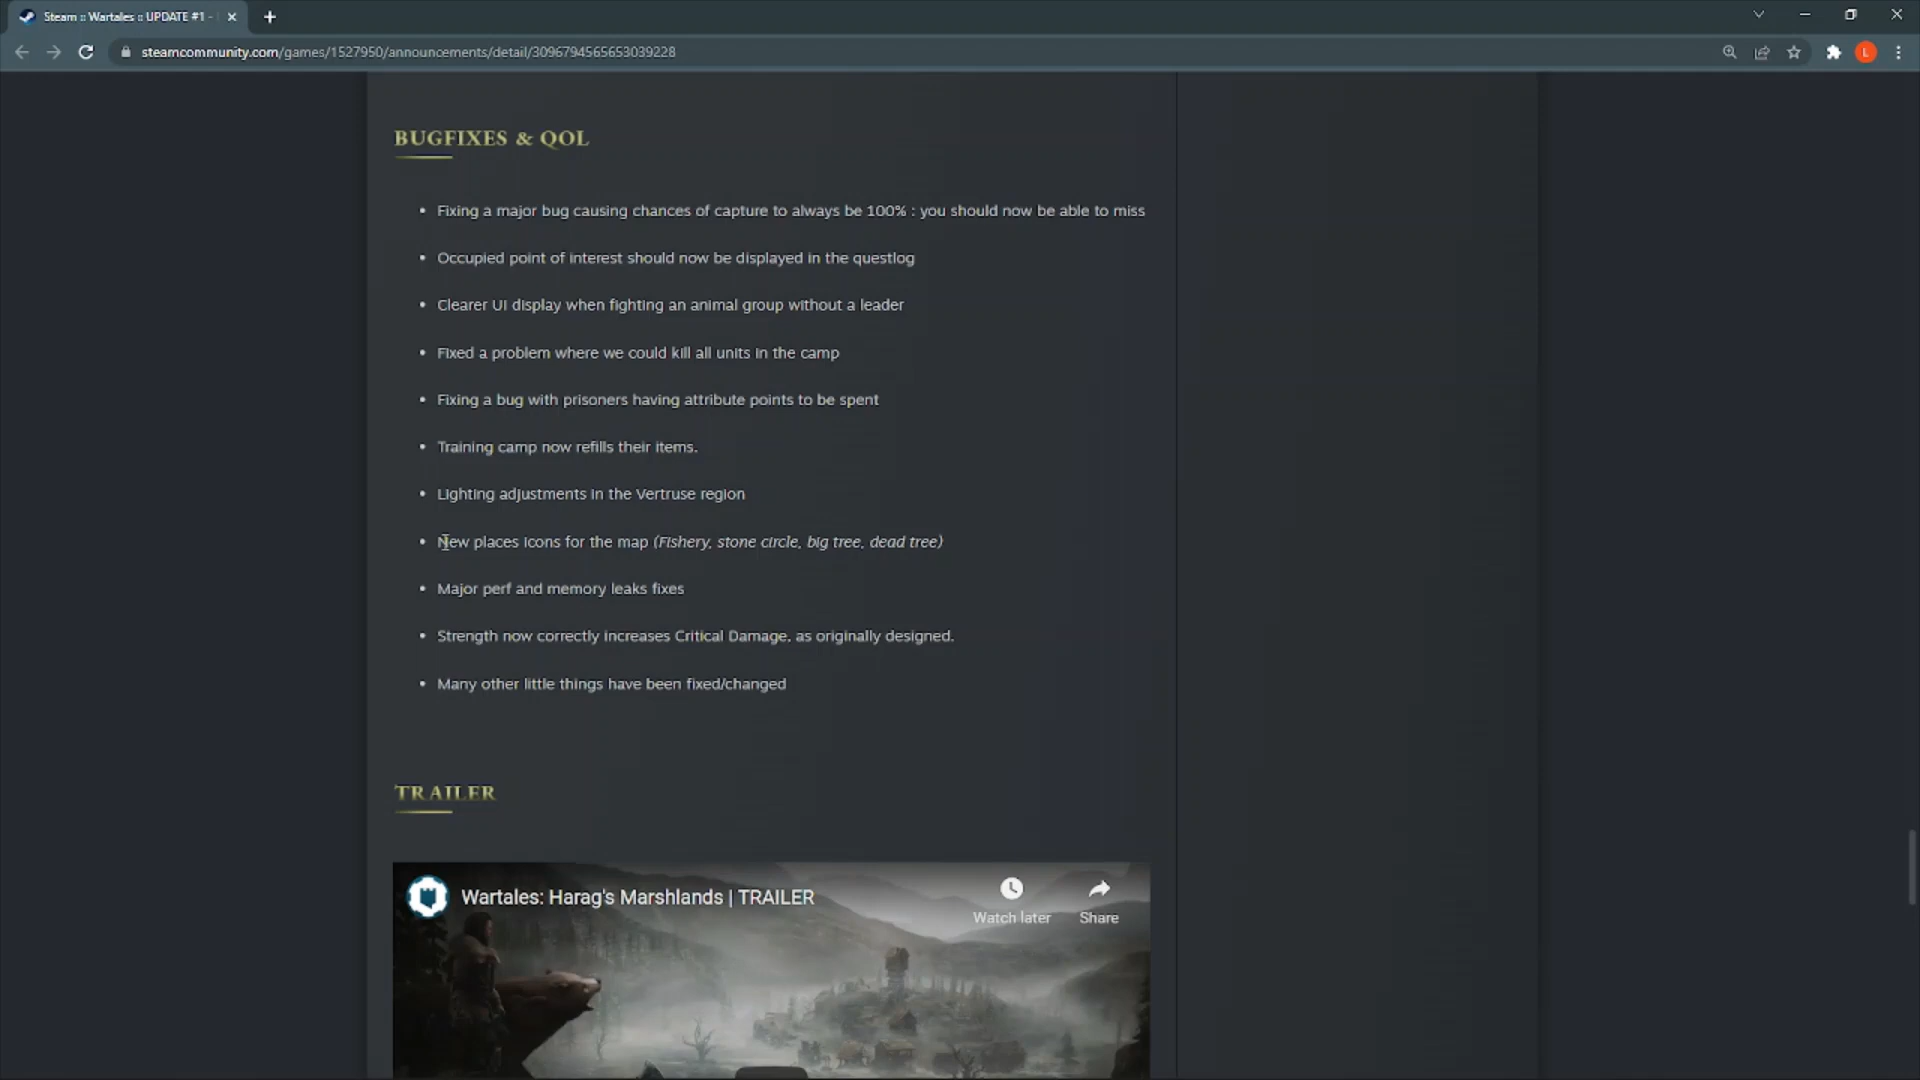 Steam :: Wartales :: UPDATE #1 -
steamcommunity.com/games/1527950/announcements/detail/3096794565653039228
L
BUGFIXES & QOL
• Fixing a major bug causing chances of capture to always be 100% : you should now be able to miss
• Occupied point of interest should now be displayed in the questlog
• Clearer UI display when fighting an animal group without a leader
• Fixed a problem where we could kill all units in the camp
• Fixing a bug with prisoners having attribute points to be spent
• Training camp now refills their items.
• Lighting adjustments in the Vertruse region
• New places icons for the map (Fishery, stone circle, big tree, dead tree)
• Major perf and memory leaks fixes
• Strength now correctly increases Critical Damage, as originally designed.
• Many other little things have been fixed/changed
TRAILER
Wartales: Harag's Marshlands | TRAILER
Watch later
Share